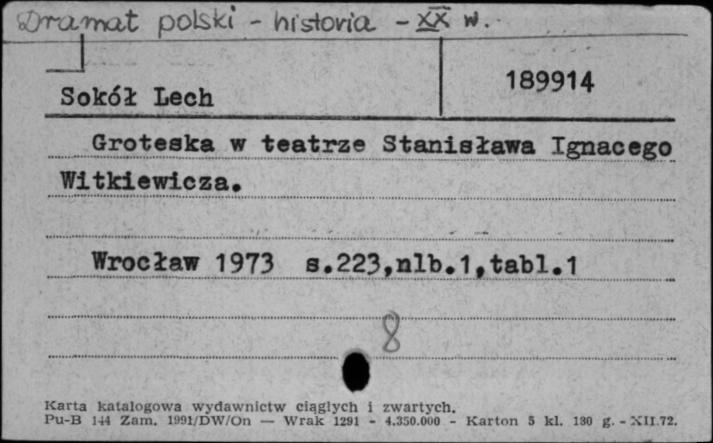 Dramat polski - historia - XX w.
189914
Sokół Lech
Groteska w teatrze Stanisława Ignacego
Witkiewicza.
Wrocław 1973 s.223,nlb.1,tabl.1
8
Karta katalogowa wydawnictw ciągłych i zwartych.
Pu-B 144 Zam. 1991/DW/On — Wrak 1291 - 4.350.000 - Karton 5 kl. 180 g. - XII.72.